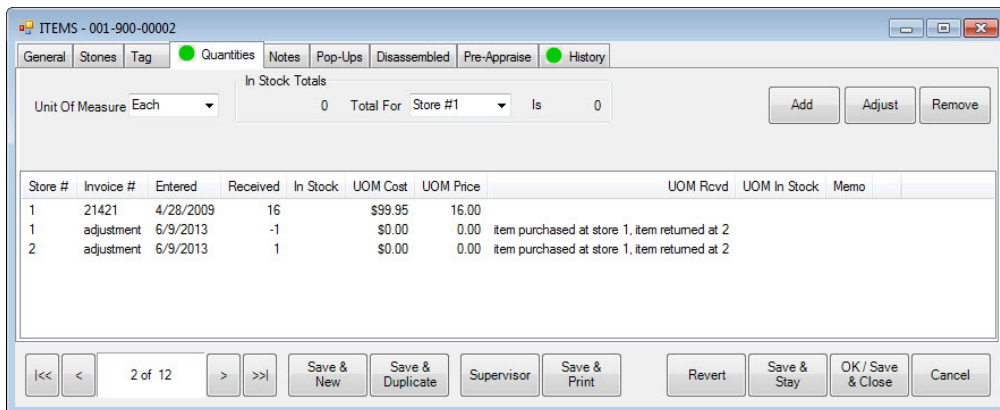 ITEMS - 001-900-00002
General Stones Tag Quantities Notes Pop-Ups Disassembled Pre-Appraise History
In Stock Totals
Unit Of Measure Each 0 Total For Store #1 Is 0 Add Adjust Remove
Store # Invoice # Entered Received In Stock UOM Cost UOM Price UOM Rcvd UOM In Stock Memo
1 21421 4/28/2009 16 $99.95 16.00
1 adjustment 6/9/2013 -1 $0.00 0.00 item purchased at store 1, item returned at 2
2 adjustment 6/9/2013 1 $0.00 0.00 item purchased at store 1, item returned at 2
|<< < 2 of 12 > >>| Save & New Save & Duplicate Supervisor Save & Print Revert Save & Stay OK / Save & Close Cancel